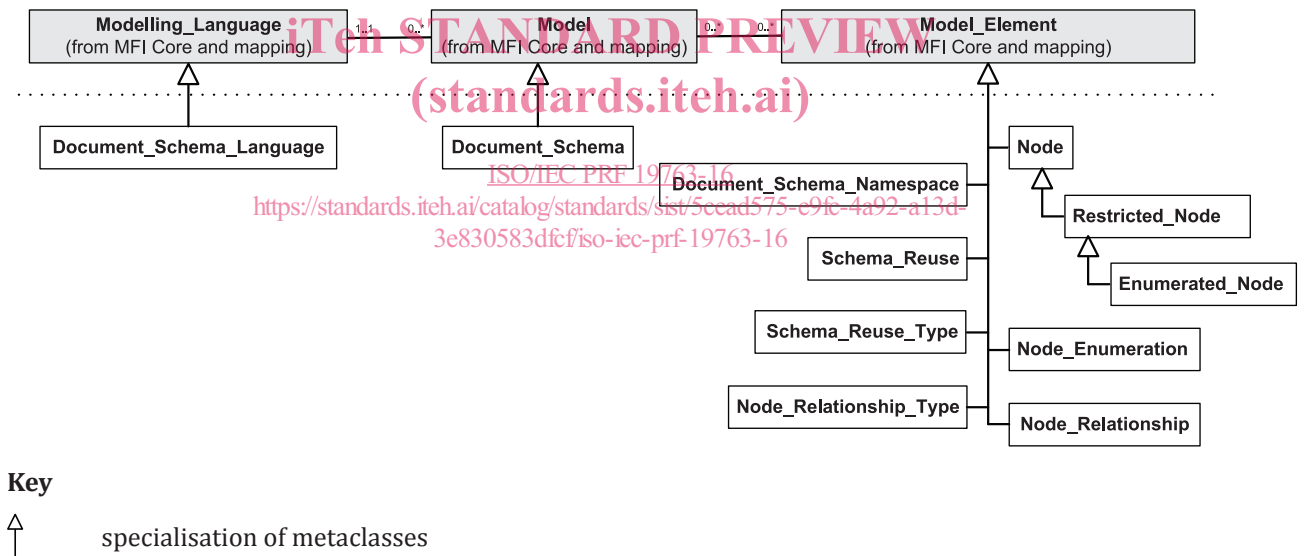 Modelling_Language
(from MFI Core and mapping)
1..1
0..*
Model
(from MFI Core and mapping)
0..*
0..*
Model_Element
(from MFI Core and mapping)
iTeh STANDARD PREVIEW
(standards.iteh.ai)
Document_Schema_Language
Document_Schema
Node
ISO/IEC PRF 19763-16
Document_Schema_Namespace
https://standards.iteh.ai/catalog/standards/sist/5cead575-e9fc-4a92-a13d-
3e830583dfcf/iso-iec-prf-19763-16
Restricted_Node
Schema_Reuse
Enumerated_Node
Schema_Reuse_Type
Node_Enumeration
Node_Relationship_Type
Node_Relationship
Key
specialisation of metaclasses